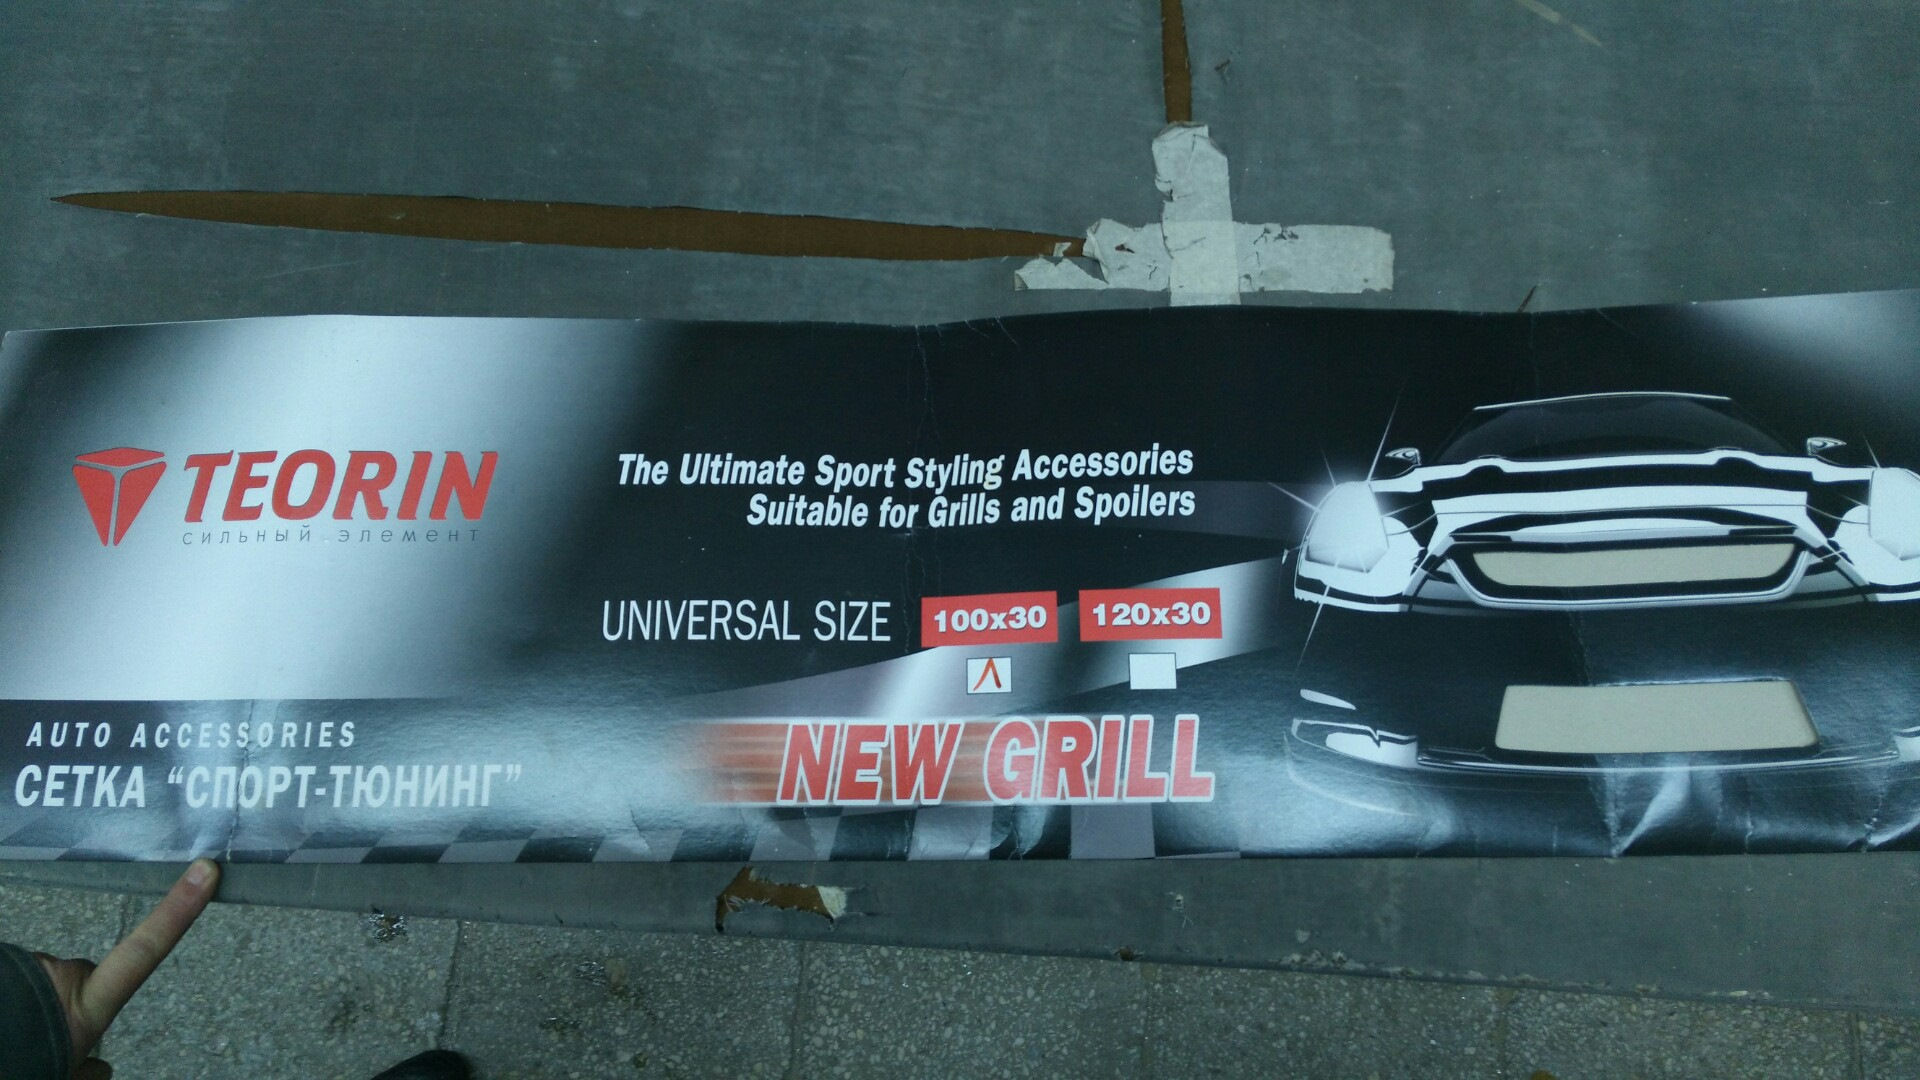 TEORIN
сильный элемент
The Ultimate Sport Styling Accessories
Suitable for Grills and Spoilers
UNIVERSAL SIZE 100x30 120x30
AUTO ACCESSORIES
СЕТКА “СПОРТ-ТЮНИНГ”
NEW GRILL